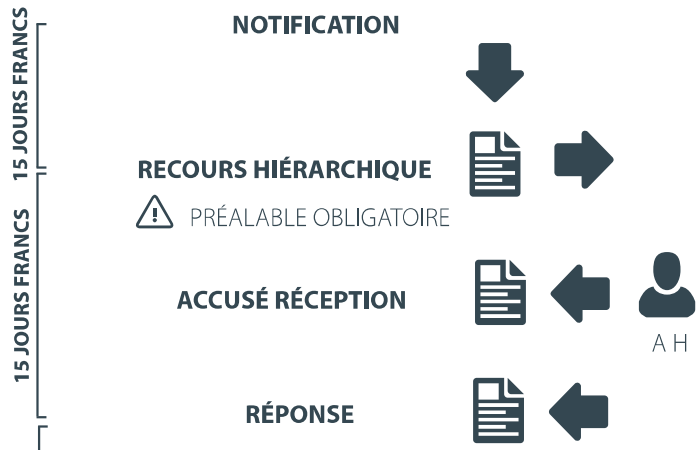 NOTIFICATION
15 JOURS FRANCS
RECOURS HIÉRARCHIQUE
PRÉALABLE OBLIGATOIRE
15 JOURS FRANCS
ACCUSÉ RÉCEPTION
A H
RÉPONSE